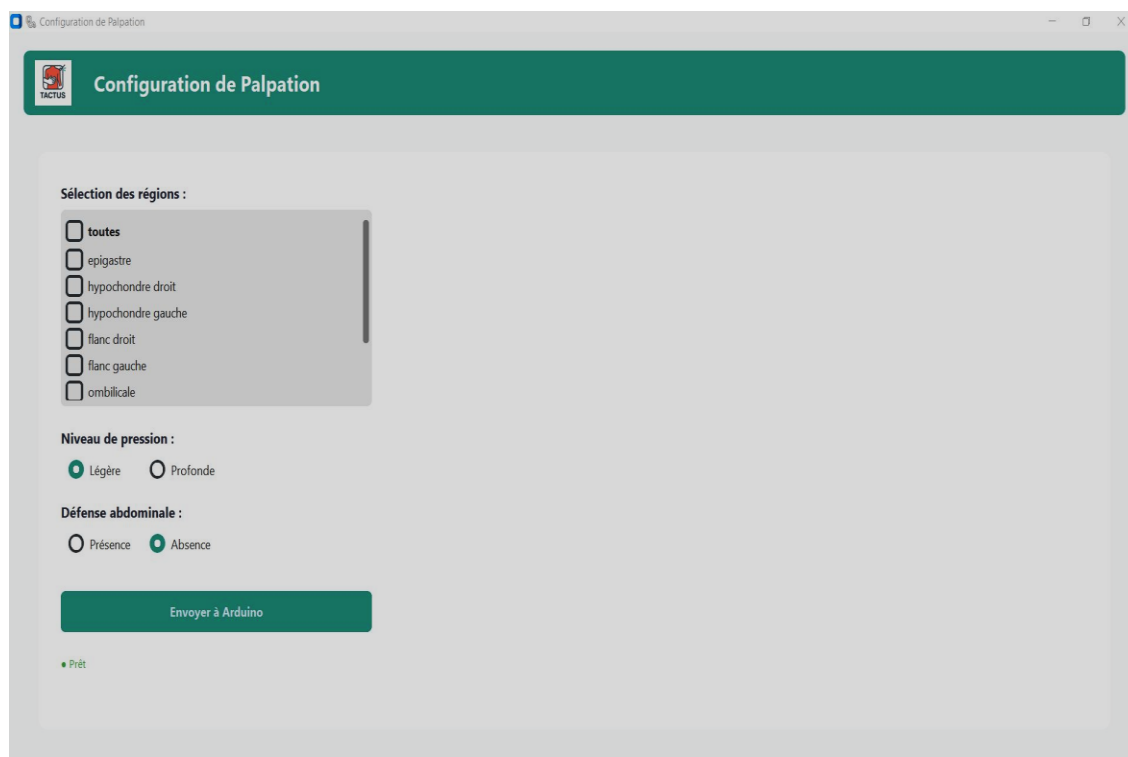 Configuration de Palpation
TACTUS
Configuration de Palpation
Sélection des régions :
toutes
epigastre
hypochondre droit
hypochondre gauche
flanc droit
flanc gauche
ombilicale
Niveau de pression :
Légère Profonde
Défense abdominale :
Présence Absence
Envoyer à Arduino
● Prêt